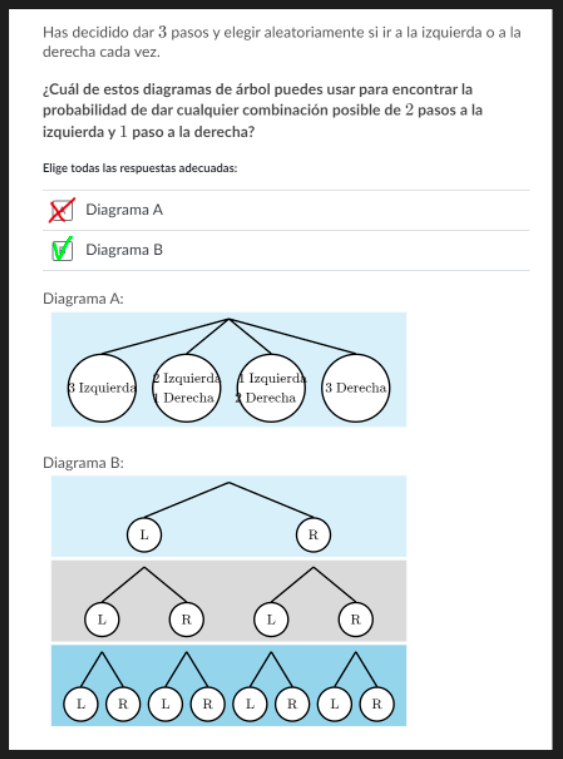 Has decidido dar 3 pasos y elegir aleatoriamente si ir a la izquierda o a la
derecha cada vez.
¿Cuál de estos diagramas de árbol puedes usar para encontrar la
probabilidad de dar cualquier combinación posible de 2 pasos a la
izquierda y 1 paso a la derecha?
Elige todas las respuestas adecuadas:
Diagrama A
Diagrama B
Diagrama A:
3 Izquierda
2 Izquierda
1 Derecha
1 Izquierda
2 Derecha
3 Derecha
Diagrama B:
L R
L R L R
L R L R L R L R